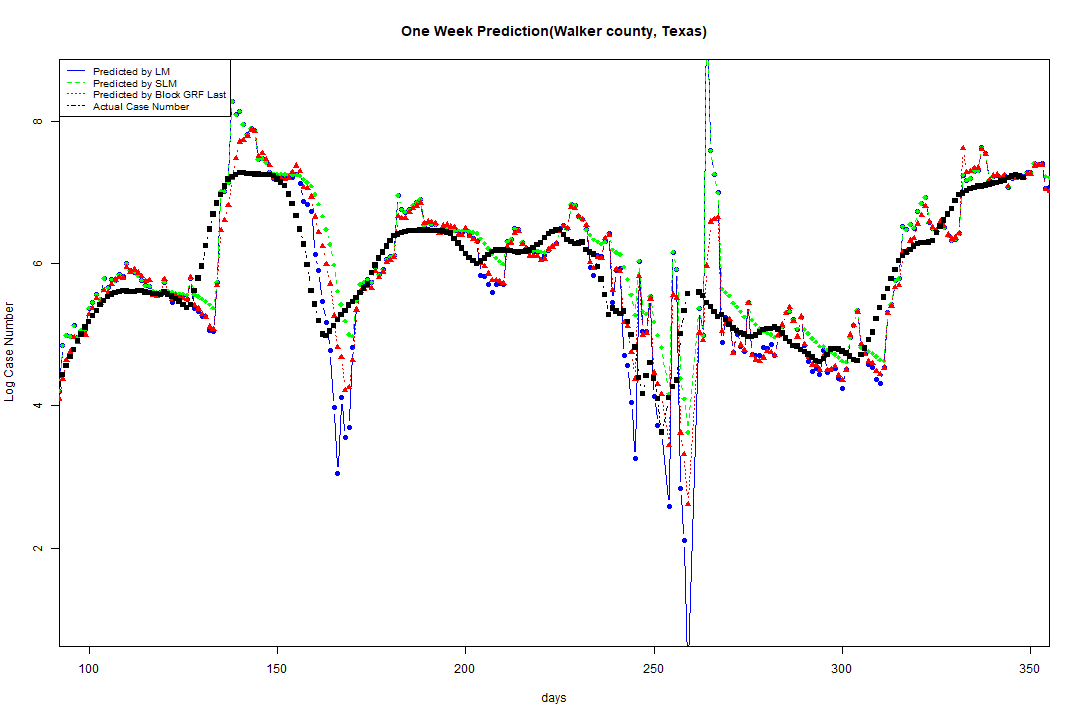 One Week Prediction(Walker county, Texas)
Predicted by LM
Predicted by SLM
Predicted by Block GRF Last
Actual Case Number
8
6
4
2
Log Case Number
100 150 200 250 300 350
days